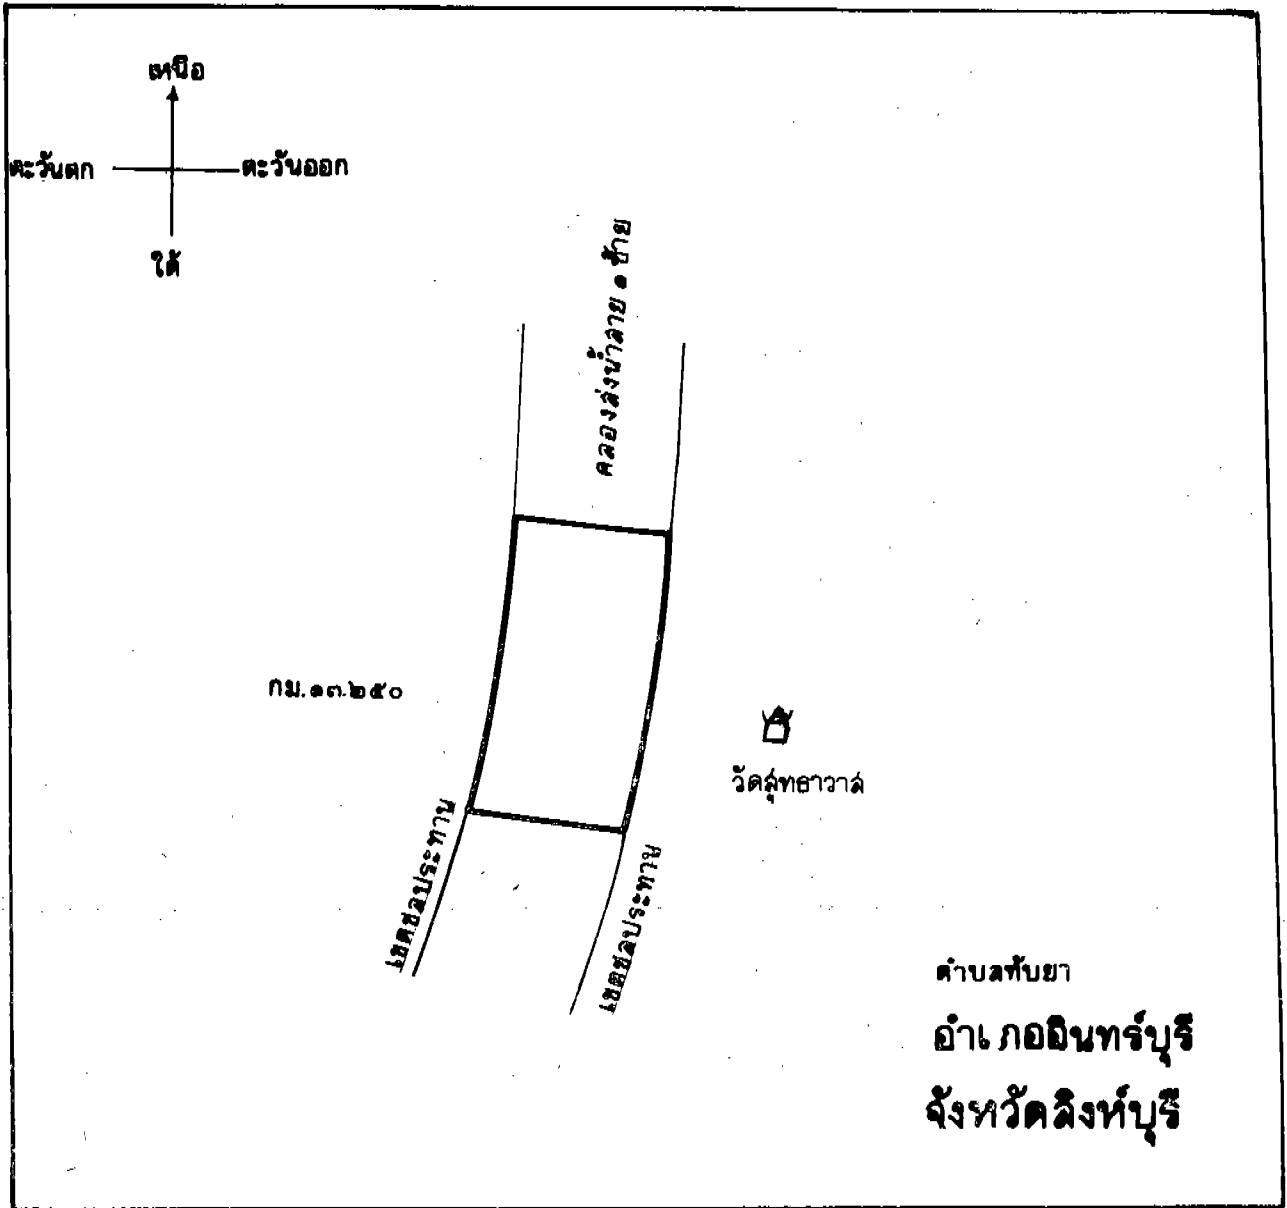 เหนือ
ตะวันตก
ตะวันออก
ใต้
คลองส่งน้ำสาย ๑ ซ้าย
กม.๑๓.๒๕๐
วัดสุทธาวาส
เขตชลประทาน
เขตชลประทาน
ตำบลทับยา
อำเภออินทร์บุรี
จังหวัดสิงห์บุรี